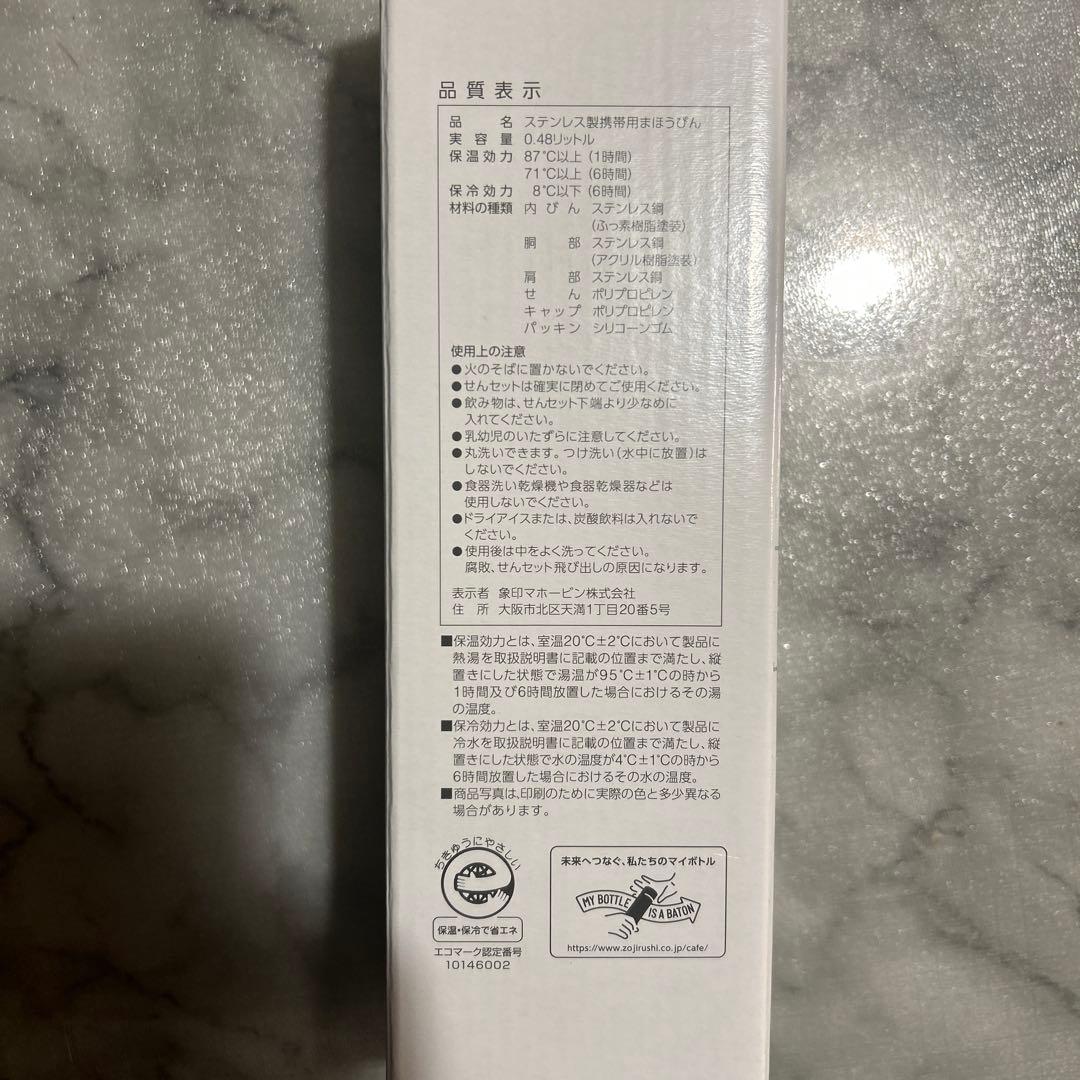 品質表示
品名 ステンレス製携帯用まほうびん
実容量 0.48リットル
保温効力 87℃以上(1時間)
71℃以上(6時間)
保冷効力 8℃以下(6時間)
材料の種類 内びん ステンレス鋼
(ふっ素樹脂塗装)
胴部 ステンレス鋼
(アクリル樹脂塗装)
肩部 ステンレス鋼
せん ポリプロピレン
キャップ ポリプロピレン
パッキン シリコーンゴム
使用上の注意
●火のそばに置かないでください。
●せんセットは確実に閉めてご使用ください。
●飲み物は、せんセット下端より少なめに
入れてください。
●乳幼児のいたずらに注意してください。
●丸洗いできます。つけ洗い(水中に放置)は
しないでください。
●食器洗い乾燥機や食器乾燥器などは
使用しないでください。
●ドライアイスまたは、炭酸飲料は入れないで
ください。
●使用後は中をよく洗ってください。
腐敗、せんセット飛び出しの原因になります。
表示者 象印マホービン株式会社
住所 大阪市北区天満1丁目20番5号
■保温効力とは、室温20℃±2℃において製品に
熱湯を取扱説明書に記載の位置まで満たし、縦
置きにした状態で湯温が95℃±1℃の時から
1時間及び6時間放置した場合におけるその湯
の温度。
■保冷効力とは、室温20℃±2℃において製品に
冷水を取扱説明書に記載の位置まで満たし、縦
置きにした状態で水の温度が4℃±1℃の時から
6時間放置した場合におけるその水の温度。
■商品写真は、印刷のために実際の色と多少異なる
場合があります。
ちきゅうにやさしい
保温・保冷で省エネ
エコマーク認定番号
10146002
未来へつなぐ、私たちのマイボトル
MY BOTTLE IS A BATON
https://www.zojirushi.co.jp/cafe/